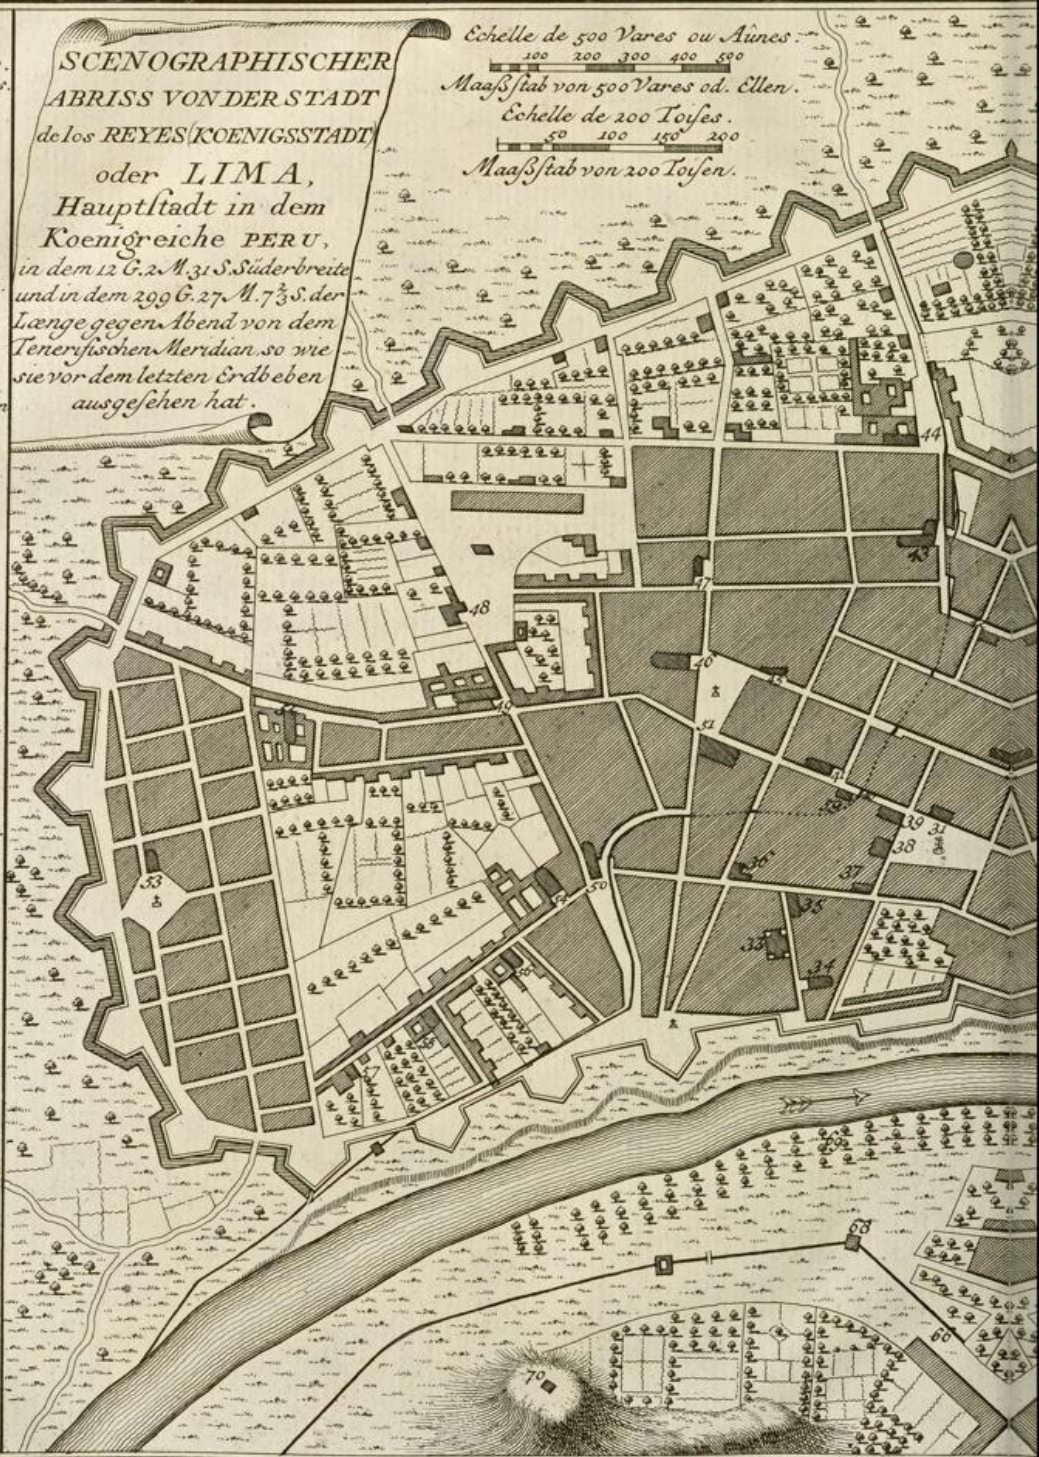 SCENOGRAPHISCHER
ABRISS VON DER STADT
de los REYES (KOENIGSSTADT)
oder LIMA,
Hauptſtadt in dem
Koenigreiche PERU,
in dem 12 G. 2 M. 31 S. Süderbreite
und in dem 299 G. 27 M. 7⅔ S. der
Længe gegen Abend von dem
Teneriſischen Meridian, so wie
sie vor dem letzten Erdbeben
ausgeſehen hat.
Echelle de 500 Vares ou Aûnes.
100 200 300 400 500
Maaßſtab von 500 Vares od. Ellen.
Echelle de 200 Toiſes.
50 100 150 200
Maaßſtab von 200 Toiſen.
44
43
47
48
46
45
49
51
39
31
38
36
37
50
53
35
33
34
57
68
66
70